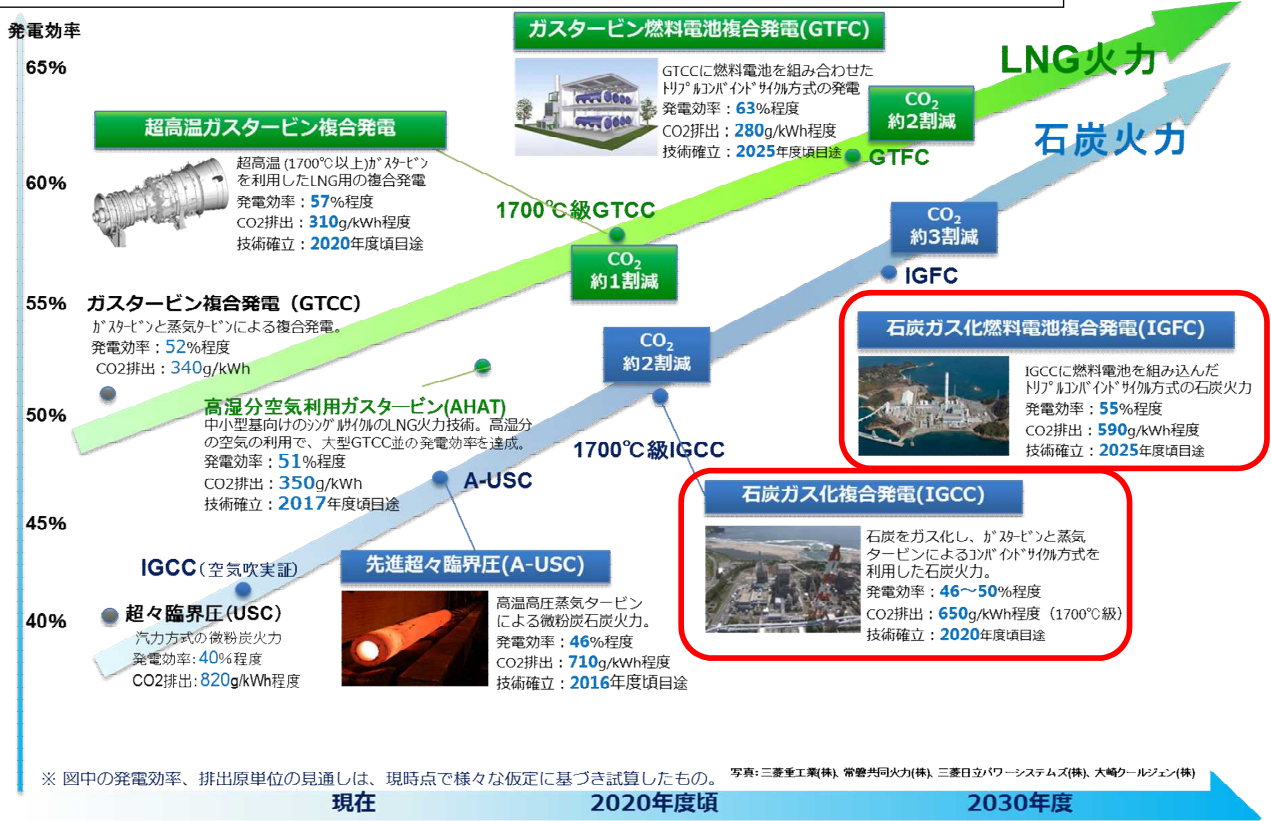 発電効率
65%
60%
55%
50%
45%
40%
ガスタービン燃料電池複合発電(GTFC)
GTCCに燃料電池を組み合わせた
ﾄﾘﾌﾟﾙｺﾝﾊﾞｲﾝﾄﾞｻｲｸﾙ方式の発電
発電効率：63%程度
CO2排出：280g/kWh程度
技術確立：2025年度頃目途
LNG火力
石炭火力
CO2
約2割減
GTFC
超高温ガスタービン複合発電
超高温(1700℃以上)ｶﾞｽﾀｰﾋﾞﾝ
を利用したLNG用の複合発電
発電効率：57%程度
CO2排出：310g/kWh程度
技術確立：2020年度頃目途
1700℃級GTCC
CO2
約1割減
CO2
約3割減
IGFC
ガスタービン複合発電（GTCC）
ｶﾞｽﾀｰﾋﾞﾝと蒸気ﾀｰﾋﾞﾝによる複合発電。
発電効率：52%程度
CO2排出：340g/kWh
CO2
約2割減
石炭ガス化燃料電池複合発電(IGFC)
IGCCに燃料電池を組み込んだ
ﾄﾘﾌﾟﾙｺﾝﾊﾞｲﾝﾄﾞｻｲｸﾙ方式の石炭火力
発電効率：55%程度
CO2排出：590g/kWh程度
技術確立：2025年度頃目途
高湿分空気利用ガスタービン(AHAT)
中小型基向けのｼﾝｸﾞﾙｻｲｸﾙのLNG火力技術。高湿分
の空気の利用で、大型GTCC並の発電効率を達成。
発電効率：51%程度
CO2排出：350g/kWh
技術確立：2017年度頃目途
1700℃級IGCC
A-USC
石炭ガス化複合発電(IGCC)
石炭をガス化し、ｶﾞｽﾀｰﾋﾞﾝと蒸気
タービンによるｺﾝﾊﾞｲﾝﾄﾞｻｲｸﾙ方式を
利用した石炭火力。
発電効率：46～50%程度
CO2排出：650g/kWh程度（1700℃級）
技術確立：2020年度頃目途
IGCC（空気吹実証）
超々臨界圧(USC)
汽力方式の微粉炭火力
発電効率:40%程度
CO2排出:820g/kWh程度
先進超々臨界圧(A-USC)
高温高圧蒸気タービン
による微粉炭石炭火力。
発電効率：46%程度
CO2排出：710g/kWh程度
技術確立：2016年度頃目途
※ 図中の発電効率、排出原単位の見通しは、現時点で様々な仮定に基づき試算したもの。
写真：三菱重工業(株)、常磐共同火力(株)、三菱日立パワーシステムズ(株)、大崎クールジェン(株)
現在
2020年度頃
2030年度